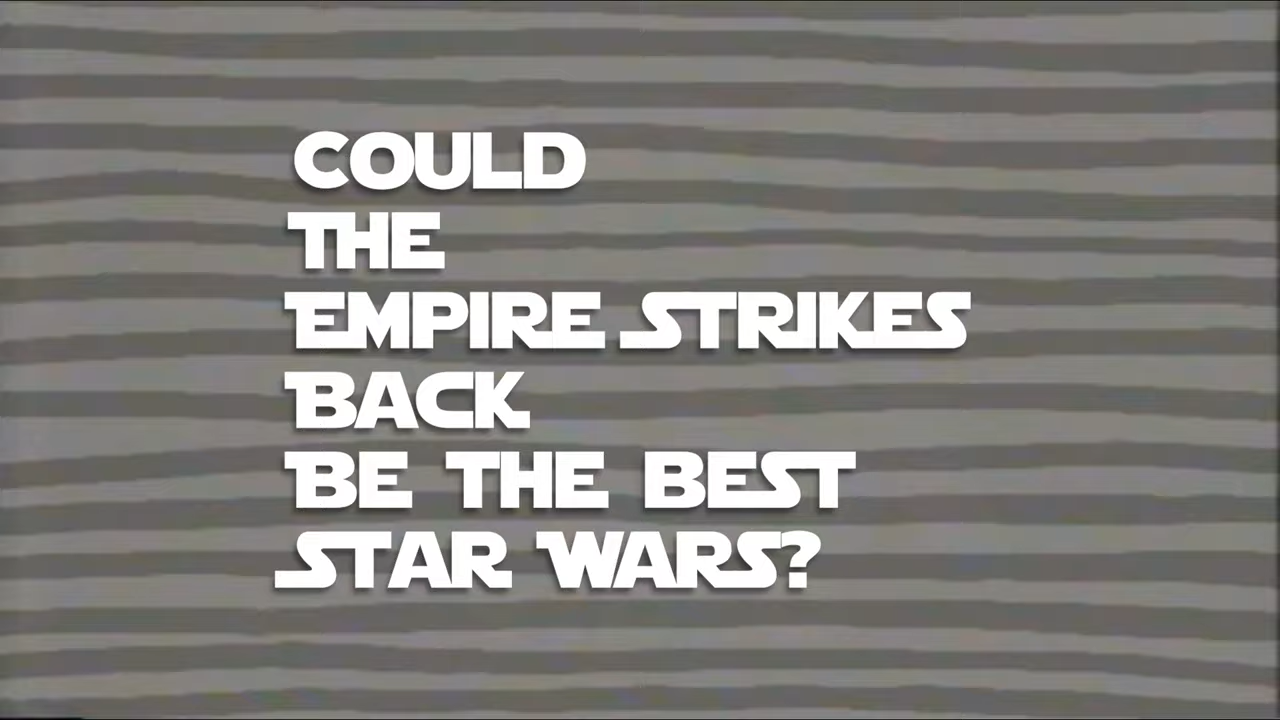 COULD
THE
EMPIRE STRIKES
BACK
BE THE BEST
STAR WARS?